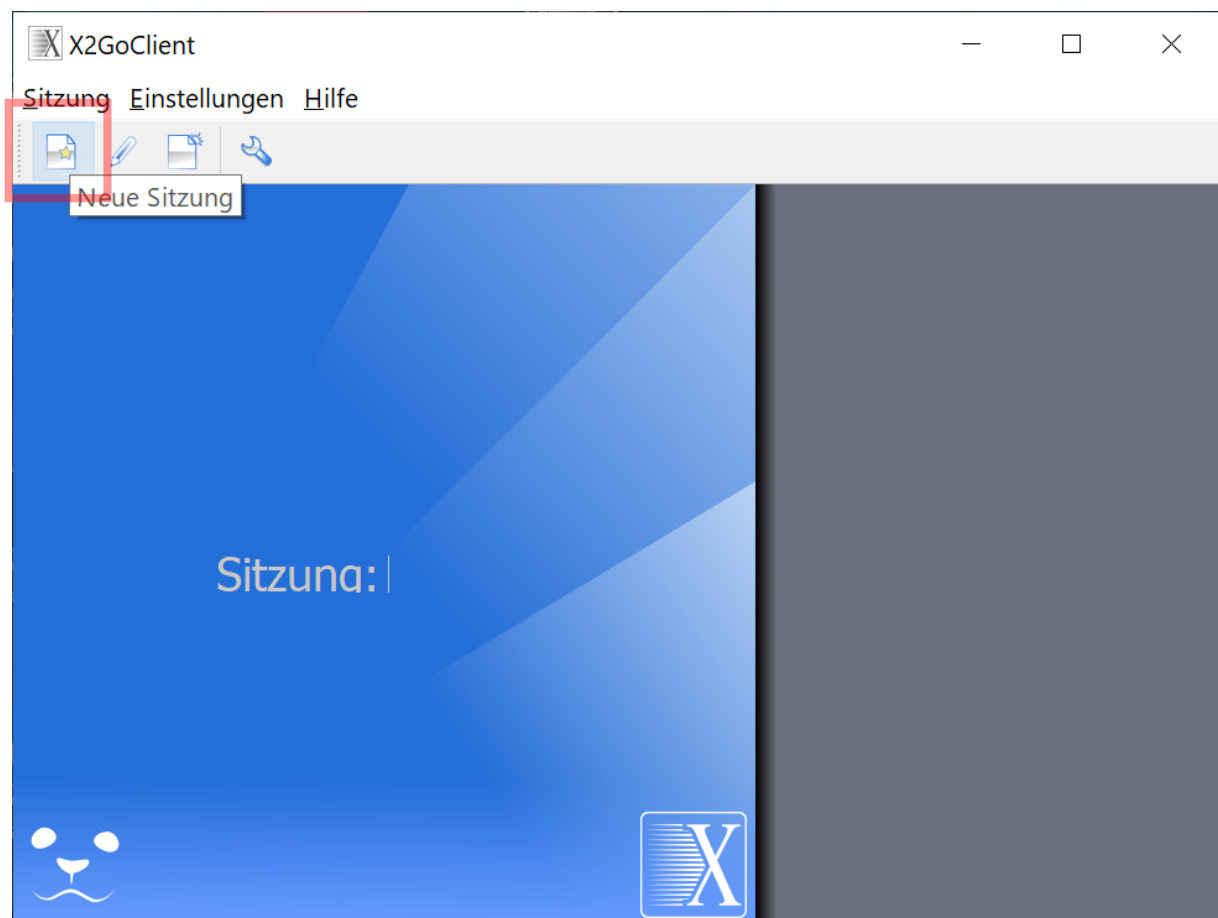 X2GoClient
Sitzung Einstellungen Hilfe
Neue Sitzung
Sitzung:
X